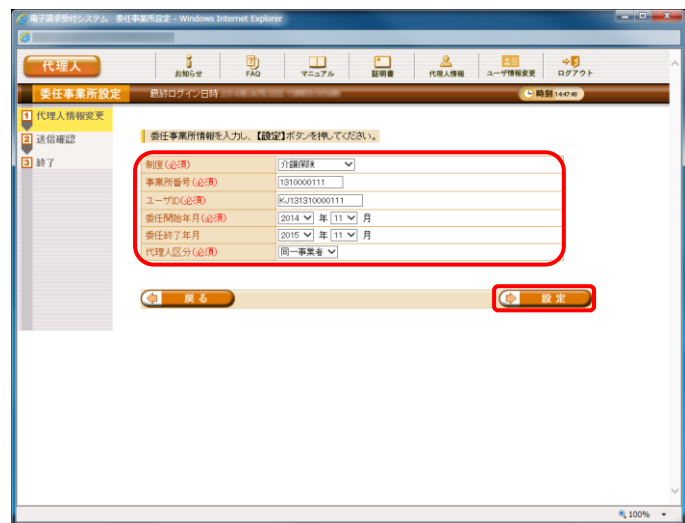 電子請求受付システム 委任事業所設定 - Windows Internet Explorer
代理人
お知らせ
FAQ
マニュアル
証明書
代理人情報
ユーザ情報変更
ログアウト
委任事業所設定 最終ログイン日時
時刻 14:47:40
1 代理人情報変更
2 送信確認
3 終了
委任事業所情報を入力し、【設定】ボタンを押してください。
制度(必須) 介護保険
事業所番号(必須) 1310000111
ユーザID(必須) KJ131310000111
委任開始年月(必須) 2014 年 11 月
委任終了年月 2015 年 11 月
代理人区分(必須) 同一事業者
戻る
設定
100%